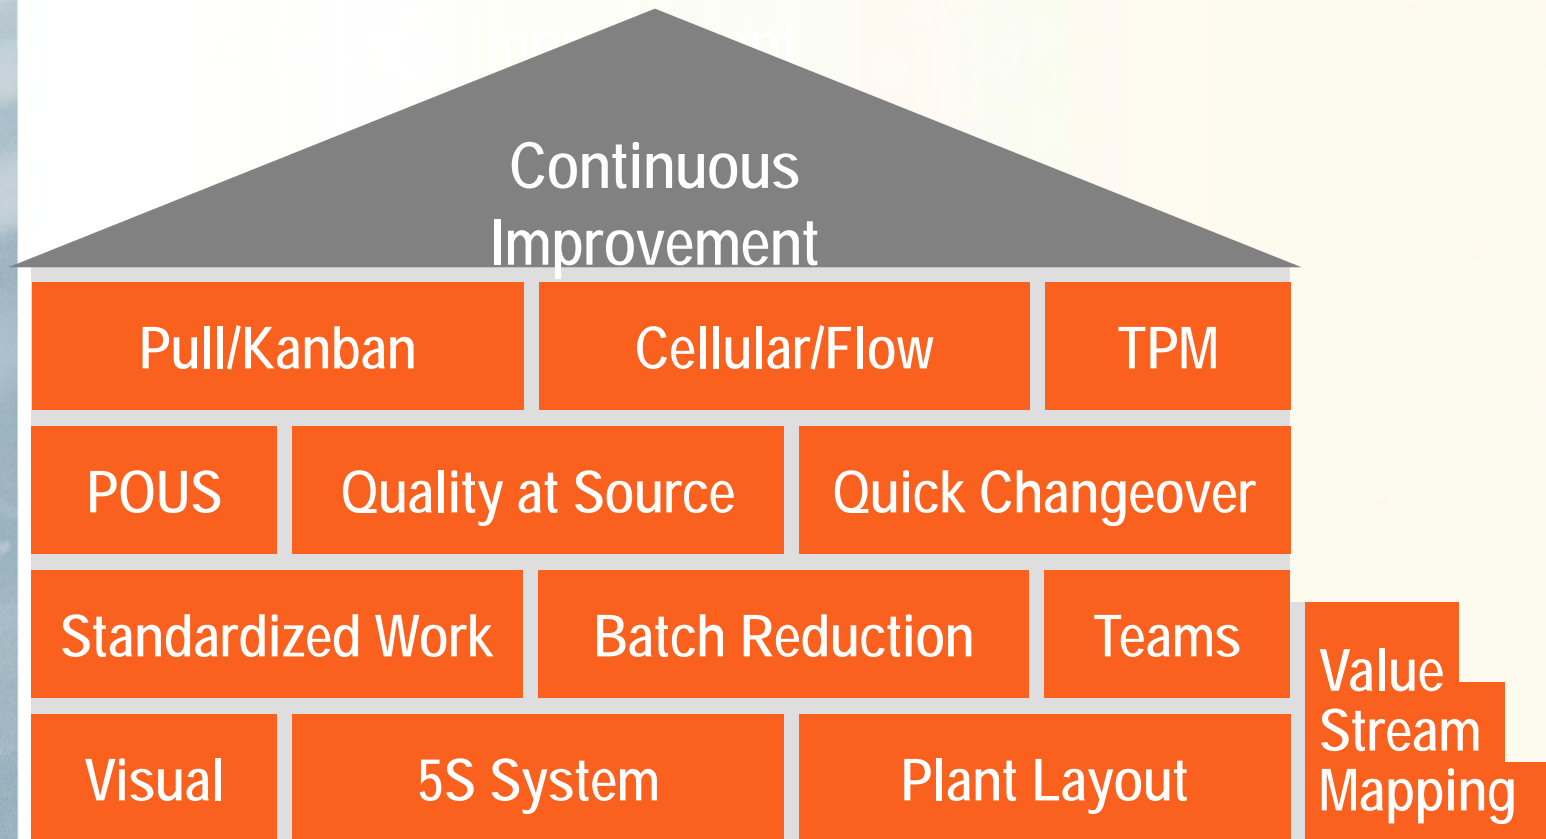 Continuous
Improvement
Pull/Kanban
Cellular/Flow
TPM
POUS
Quality at Source
Quick Changeover
Standardized Work
Batch Reduction
Teams
Visual
5S System
Plant Layout
Value
Stream
Mapping